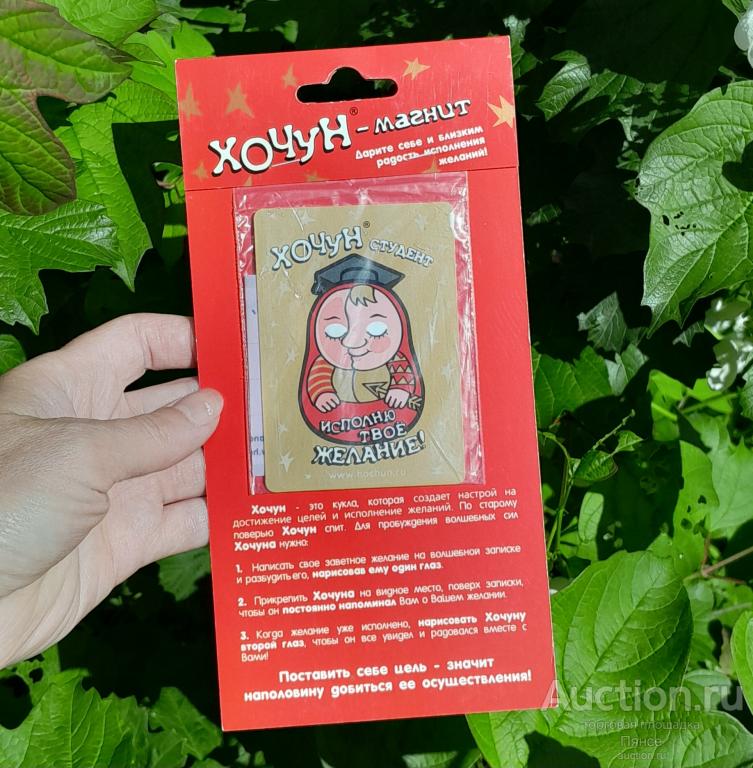 ХОЧУН® - магнит
Дарите себе и близким
радость исполнения
желаний!
ХОЧУН®
СТУДЕНТ
ИСПОЛНЮ
ТВОЁ
ЖЕЛАНИЕ!
www.hochun.ru
Хочун - это кукла, которая создает настрой на
достижение целей и исполнение желаний. По старому
поверью Хочун спит. Для пробуждения волшебных сил
Хочуна нужно:
1. Написать свое заветное желание на волшебной записке
и разбудить его, нарисовав ему один глаз.
2. Прикрепить Хочуна на видное место, поверх записки,
чтобы он постоянно напоминал Вам о Вашем желании.
3. Когда желание уже исполнено, нарисовать Хочуну
второй глаз, чтобы он все увидел и радовался вместе с
Вами!
Поставить себе цель - значит
наполовину добиться ее осуществления!
Auction.ru
торговая площадка
Пянсе
auction.ru